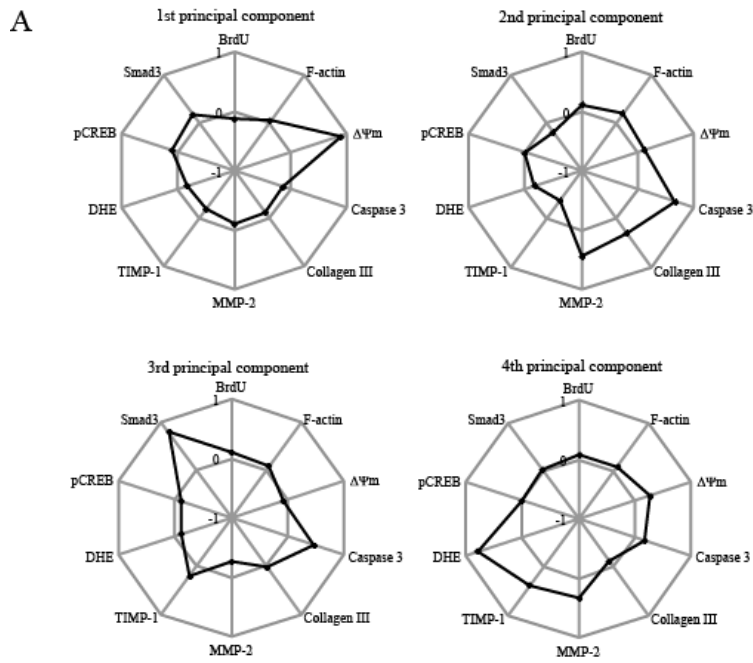 A
1st principal component
BrdU
1
F-actin
ΔΨm
Caspase 3
Collagen III
MMP-2
TIMP-1
DHE
pCREB
Smad3
0
-1
2nd principal component
BrdU
1
F-actin
ΔΨm
Caspase 3
Collagen III
MMP-2
TIMP-1
DHE
pCREB
Smad3
0
-1
3rd principal component
BrdU
1
F-actin
ΔΨm
Caspase 3
Collagen III
MMP-2
TIMP-1
DHE
pCREB
Smad3
0
-1
4th principal component
BrdU
1
F-actin
ΔΨm
Caspase 3
Collagen III
MMP-2
TIMP-1
DHE
pCREB
Smad3
0
-1